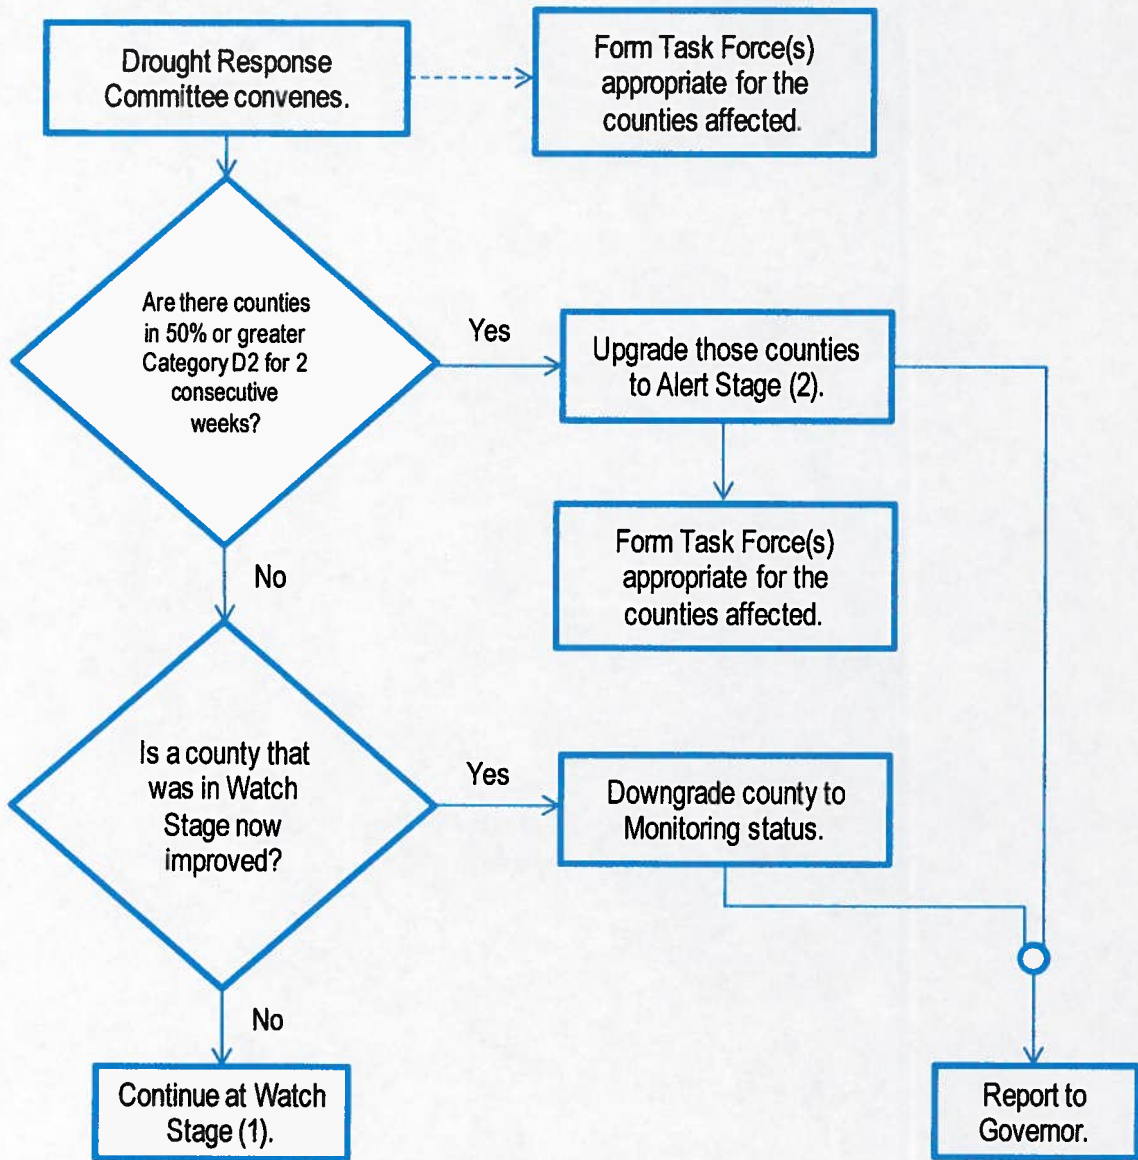 Drought Response
Committee convenes.
Form Task Force(s)
appropriate for the
counties affected.
Are there counties
in 50% or greater
Category D2 for 2
consecutive
weeks?
Yes
Upgrade those counties
to Alert Stage (2).
Form Task Force(s)
appropriate for the
counties affected.
No
Is a county that
was in Watch
Stage now
improved?
Yes
Downgrade county to
Monitoring status.
No
Continue at Watch
Stage (1).
Report to
Governor.